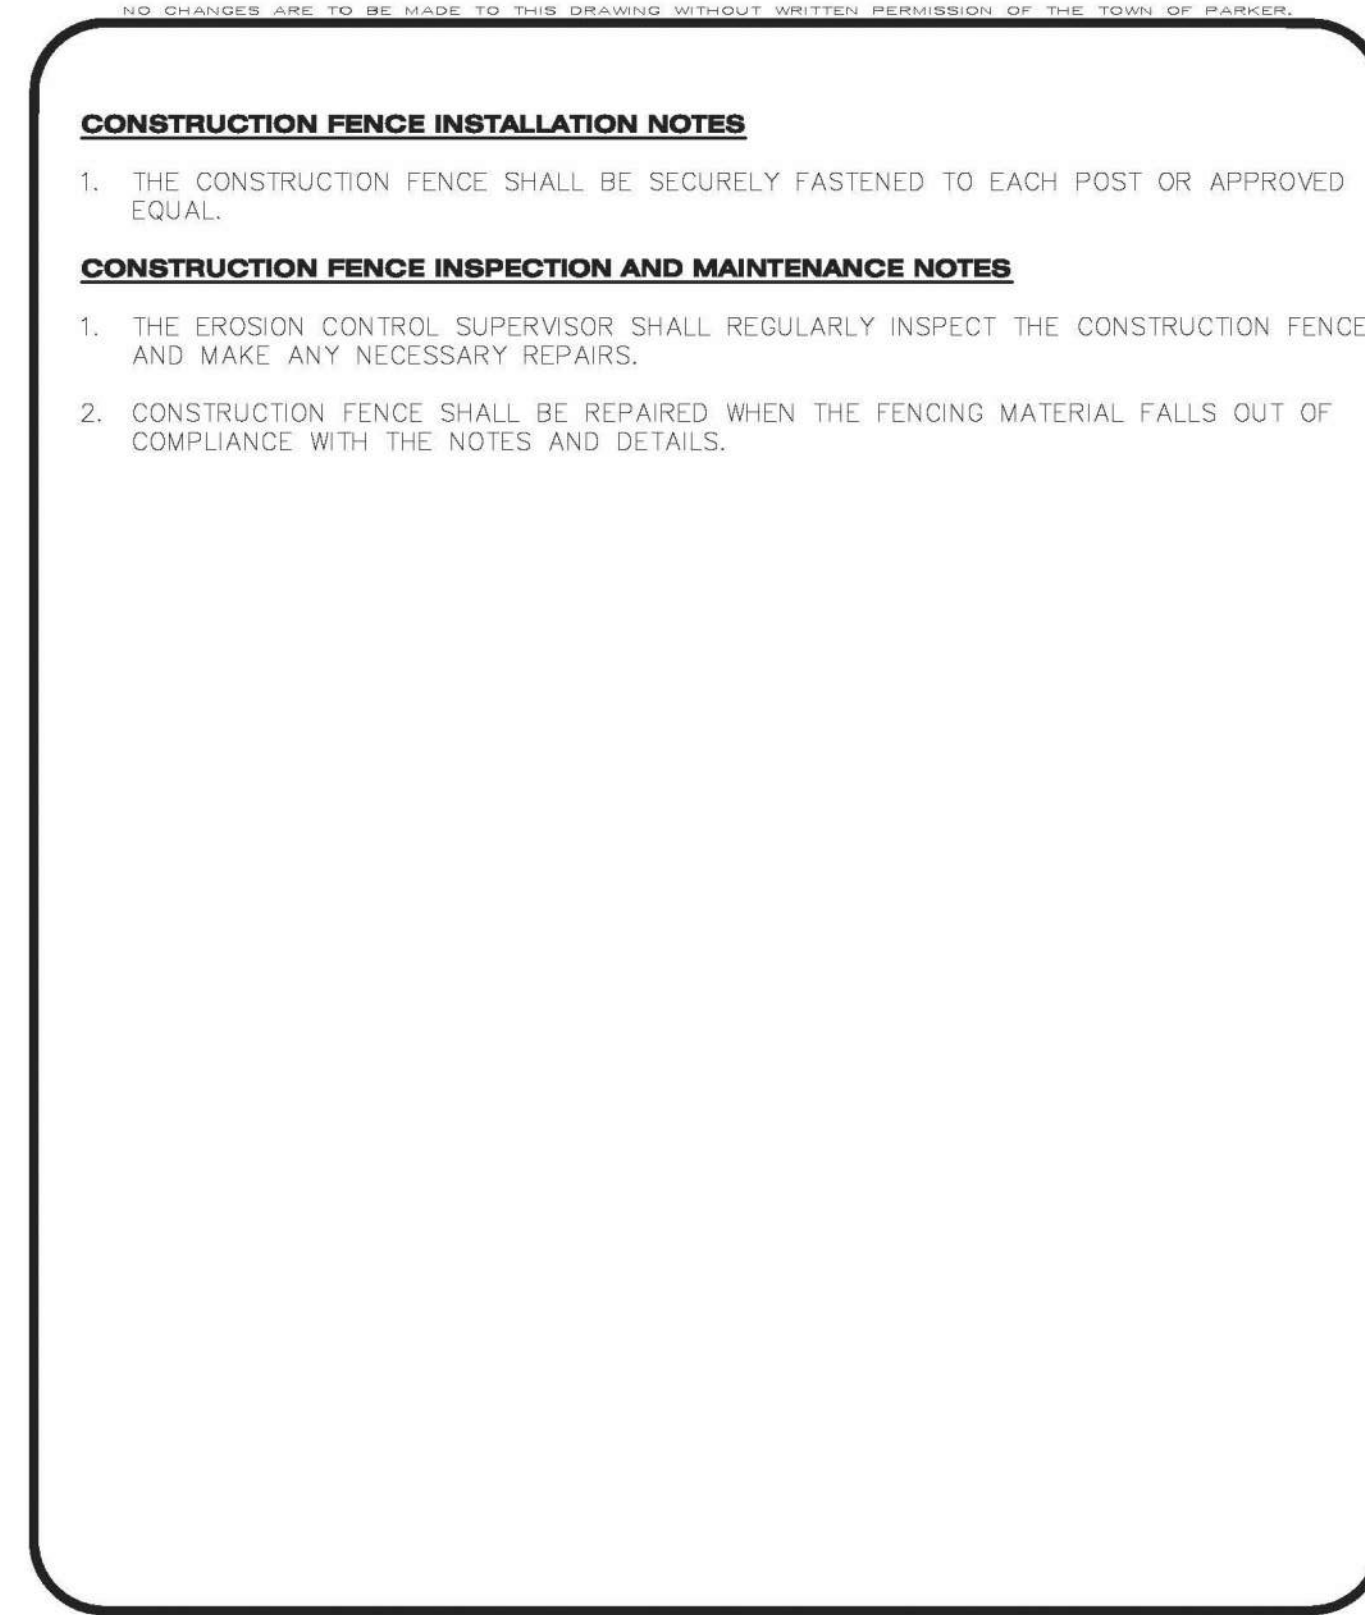 NO CHANGES ARE TO BE MADE TO THIS DRAWING WITHOUT WRITTEN PERMISSION OF THE TOWN OF PARKER.
CONSTRUCTION FENCE INSTALLATION NOTES
1. THE CONSTRUCTION FENCE SHALL BE SECURELY FASTENED TO EACH POST OR APPROVED
EQUAL.
CONSTRUCTION FENCE INSPECTION AND MAINTENANCE NOTES
1. THE EROSION CONTROL SUPERVISOR SHALL REGULARLY INSPECT THE CONSTRUCTION FENCE
AND MAKE ANY NECESSARY REPAIRS.
2. CONSTRUCTION FENCE SHALL BE REPAIRED WHEN THE FENCING MATERIAL FALLS OUT OF
COMPLIANCE WITH THE NOTES AND DETAILS.